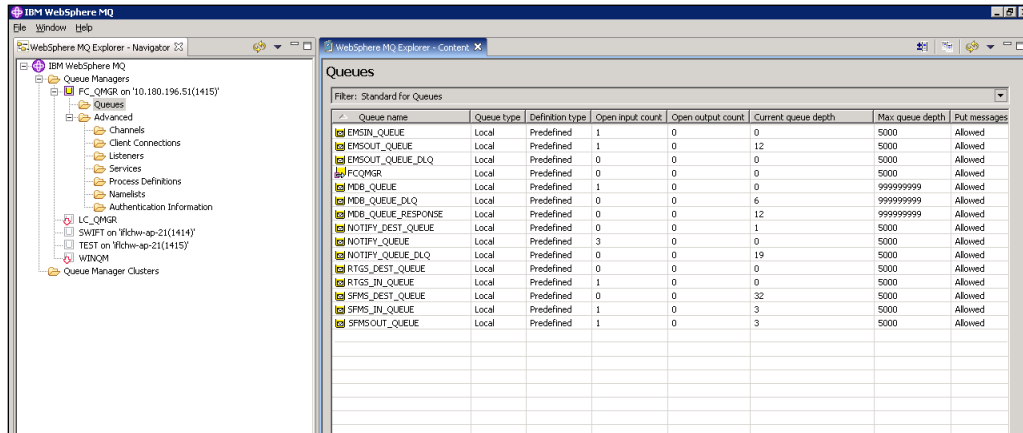 IBM WebSphere MQ
File Window Help
WebSphere MQ Explorer - Navigator
WebSphere MQ Explorer - Content
IBM WebSphere MQ
Queue Managers
FC_QMGR on '10.180.196.51(1415)'
Queues
Advanced
Channels
Client Connections
Listeners
Services
Process Definitions
Namelists
Authentication Information
LC_QMGR
SWIFT on 'iflchw-ap-21(1414)'
TEST on 'iflchw-ap-21(1415)'
WINQM
Queue Manager Clusters
Queues
Filter: Standard for Queues
Queue name Queue type Definition type Open input count Open output count Current queue depth Max queue depth Put messages
EMSIN_QUEUE Local Predefined 1 0 0 5000 Allowed
EMSOUT_QUEUE Local Predefined 1 0 12 5000 Allowed
EMSOUT_QUEUE_DLQ Local Predefined 0 0 0 5000 Allowed
FCQMGR Local Predefined 0 0 0 5000 Allowed
MDB_QUEUE Local Predefined 1 0 0 999999999 Allowed
MDB_QUEUE_DLQ Local Predefined 0 0 6 999999999 Allowed
MDB_QUEUE_RESPONSE Local Predefined 0 0 12 999999999 Allowed
NOTIFY_DEST_QUEUE Local Predefined 0 0 1 5000 Allowed
NOTIFY_QUEUE Local Predefined 3 0 0 5000 Allowed
NOTIFY_QUEUE_DLQ Local Predefined 0 0 19 5000 Allowed
RTGS_DEST_QUEUE Local Predefined 0 0 0 5000 Allowed
RTGS_IN_QUEUE Local Predefined 1 0 0 5000 Allowed
SFMS_DEST_QUEUE Local Predefined 0 0 32 5000 Allowed
SFMS_IN_QUEUE Local Predefined 1 0 3 5000 Allowed
SFMSOUT_QUEUE Local Predefined 1 0 3 5000 Allowed